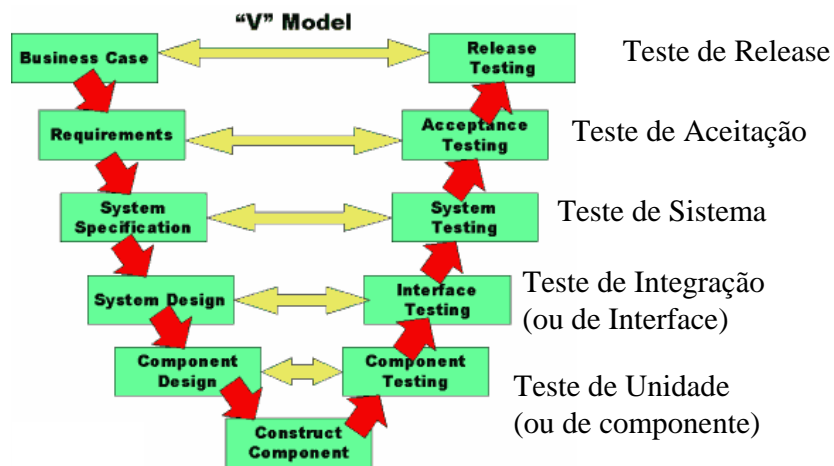 “V” Model
Business Case
Release
Testing
Teste de Release
Requirements
Acceptance
Testing
Teste de Aceitação
System
Specification
System
Testing
Teste de Sistema
System Design
Interface
Testing
Teste de Integração
(ou de Interface)
Component
Design
Component
Testing
Teste de Unidade
(ou de componente)
Construct
Component